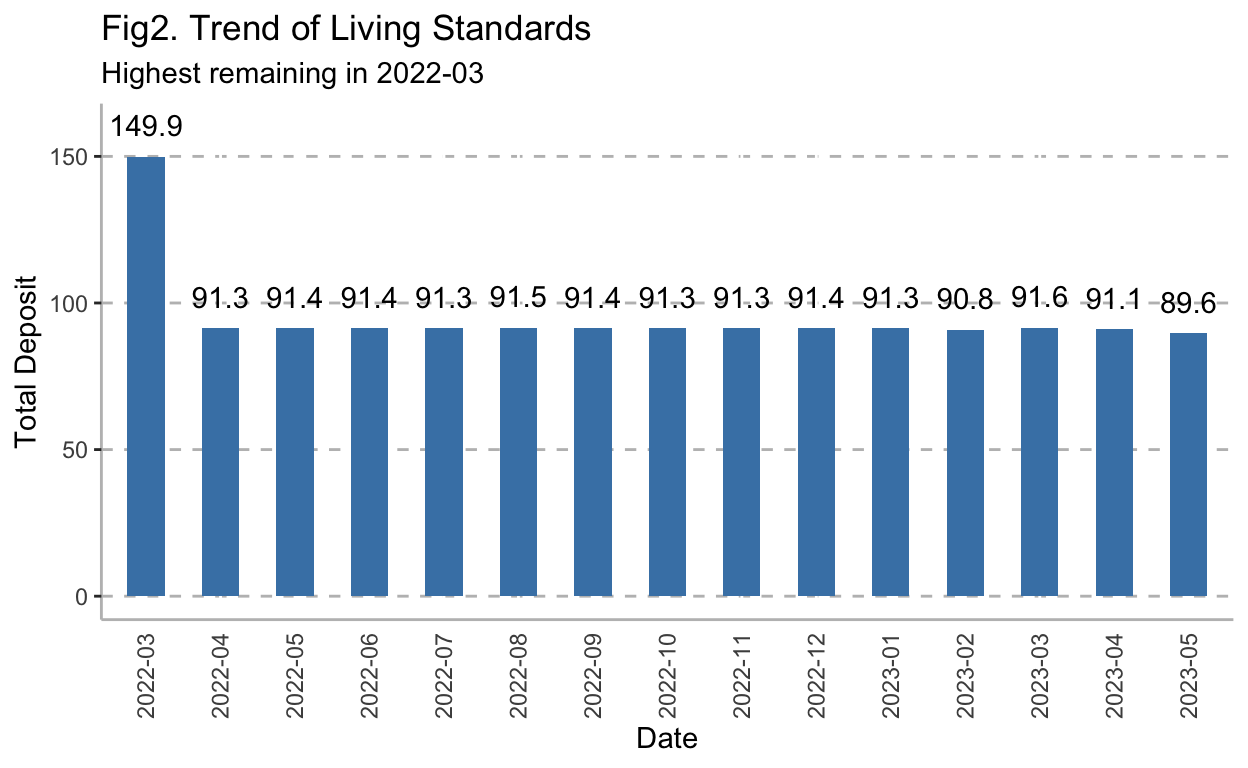 Fig2. Trend of Living Standards
Highest remaining in 2022-03
149.9
150
100
50
0
91.3 91.4 91.4 91.3 91.5 91.4 91.3 91.3 91.4 91.3 90.8 91.6 91.1 89.6
Total Deposit
2022-03 2022-04 2022-05 2022-06 2022-07 2022-08 2022-09 2022-10 2022-11 2022-12 2023-01 2023-02 2023-03 2023-04 2023-05
Date